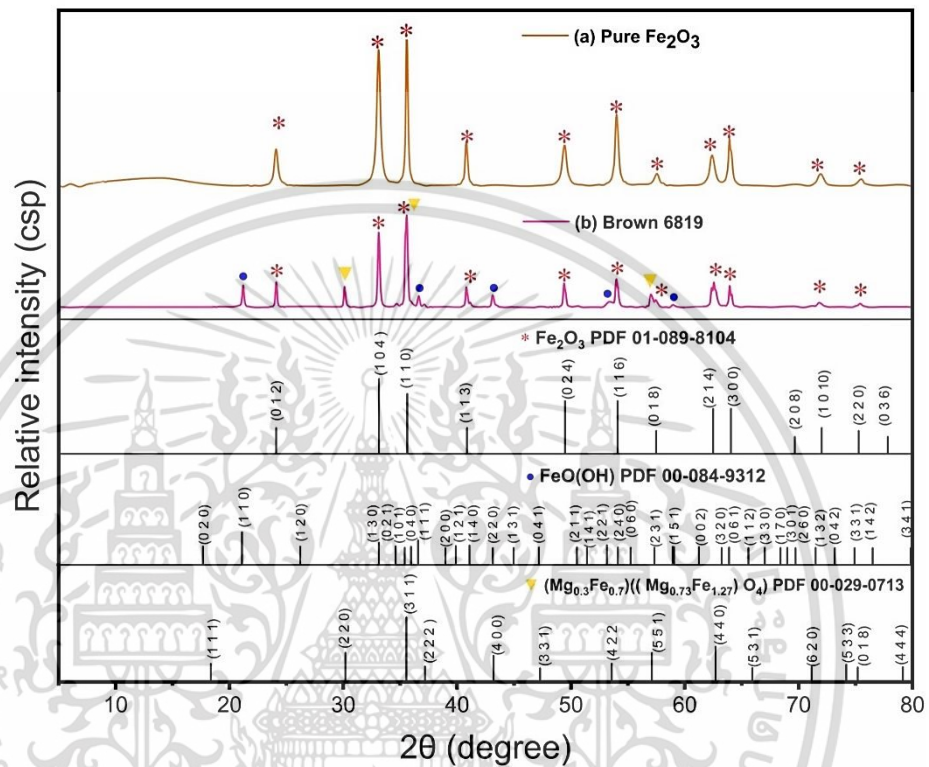 (a) Pure Fe₂O₃
(b) Brown 6819
* Fe₂O₃ PDF 01-089-8104
(0 1 2)
(1 0 4)
(1 1 0)
(1 1 3)
(0 2 4)
(1 1 6)
(0 1 8)
(2 1 4)
(3 0 0)
(2 0 8)
(1 0 10)
(2 2 0)
(0 3 6)
FeO(OH) PDF 00-084-9312
(0 2 0)
(1 1 0)
(1 2 0)
(1 3 0)
(0 2 1)
(1 0 1)
(0 4 0)
(1 1 1)
(2 0 0)
(1 2 1)
(1 4 0)
(2 2 0)
(1 3 1)
(0 4 1)
(2 1 1)
(1 4 1)
(2 2 1)
(2 4 0)
(0 6 0)
(2 3 1)
(1 5 1)
(0 0 2)
(3 2 0)
(0 6 1)
(1 1 2)
(3 3 0)
(1 7 0)
(3 0 1)
(2 6 0)
(1 3 2)
(0 4 2)
(3 3 1)
(1 4 2)
(3 4 1)
(Mg₀.₃Fe₀.₇)(( Mg₀.₇₃Fe₁.₂₇) O₄) PDF 00-029-0713
(1 1 1)
(2 2 0)
(3 1 1)
(2 2 2)
(4 0 0)
(3 3 1)
(4 2 2
(5 5 1)
(4 4 0)
(5 3 1)
(6 2 0)
(5 3 3)
(0 1 8)
(4 4 4)
10 20 30 40 50 60 70 80
2θ (degree)
Relative intensity (csp)